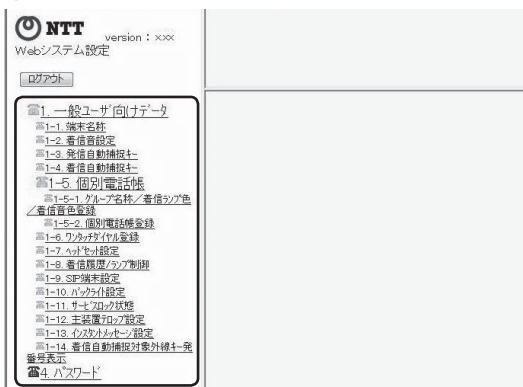 NTT
version：×××
Webシステム設定
ログアウト
1. 一般ユーザ向けデータ
1-1. 端末名称
1-2. 着信音設定
1-3. 発信自動捕捉キー
1-4. 着信自動捕捉キー
1-5. 個別電話帳
1-5-1. グループ名称／着信ランプ色
／着信音色登録
1-5-2. 個別電話帳登録
1-6. ワンタッチダイヤル登録
1-7. ヘッドセット設定
1-8. 着信履歴/ランプ制御
1-9. SIP端末設定
1-10. バックライト設定
1-11. サービスロック状態
1-12. 主装置テロップ設定
1-13. インスタントメッセージ設定
1-14. 着信自動捕捉対象外線キー発
番号表示
4. パスワード